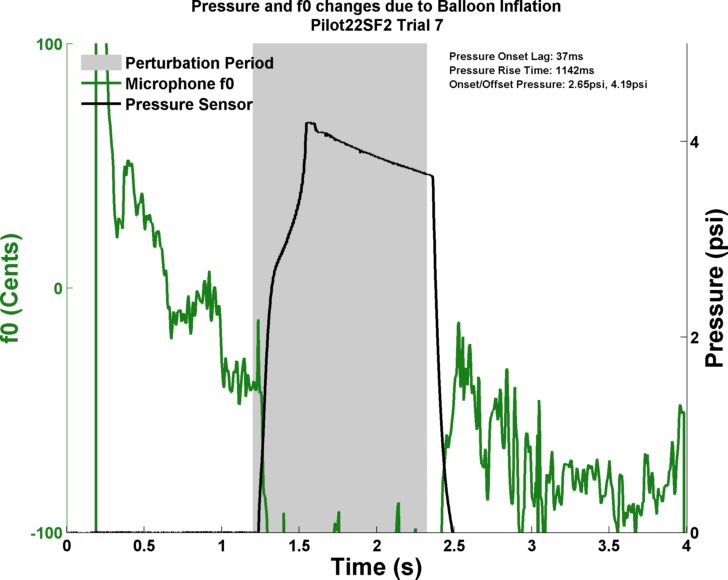 Pressure and f0 changes due to Balloon Inflation
Pilot22SF2 Trial 7
100
0
-100
f0 (Cents)
Perturbation Period
Microphone f0
Pressure Sensor
Pressure Onset Lag: 37ms
Pressure Rise Time: 1142ms
Onset/Offset Pressure: 2.65psi, 4.19psi
4
2
0
Pressure (psi)
0 0.5 1 1.5 2 2.5 3 3.5 4
Time (s)